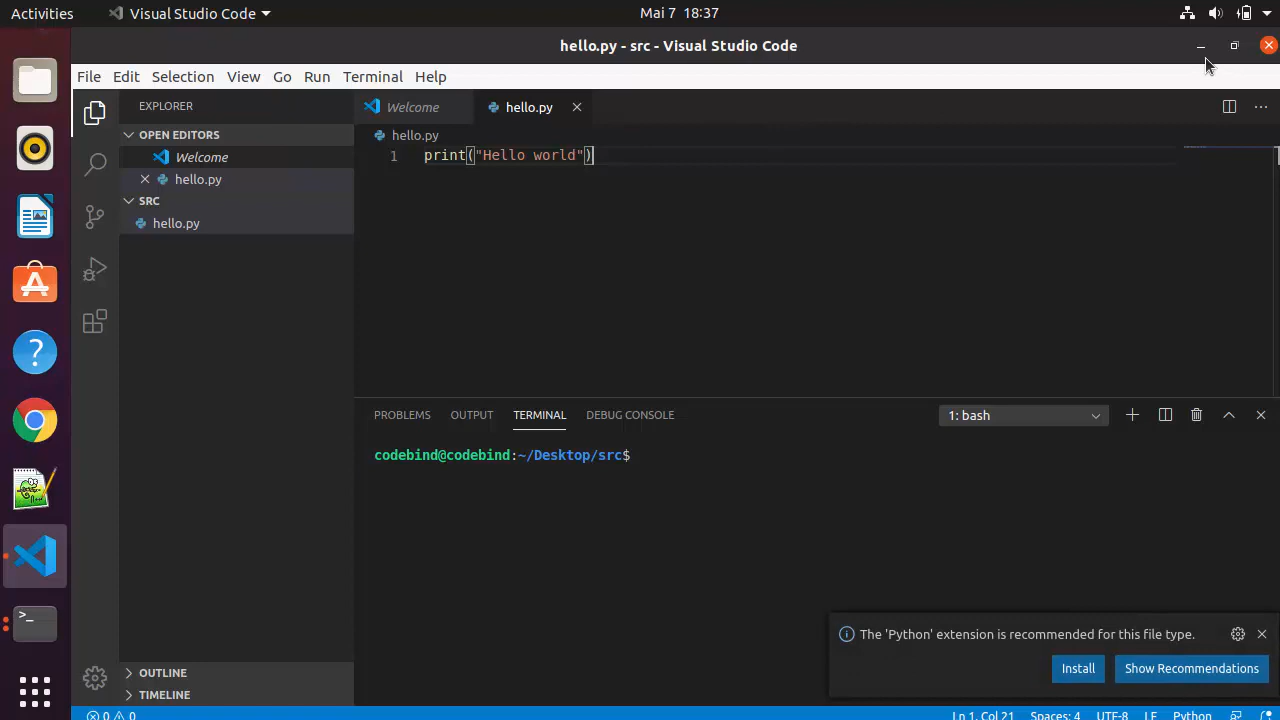 Activities Visual Studio Code Mai 7 18:37
hello.py - src - Visual Studio Code
File Edit Selection View Go Run Terminal Help
EXPLORER
OPEN EDITORS
Welcome
hello.py
SRC
hello.py
OUTLINE
TIMELINE
Welcome hello.py
hello.py
1 print("Hello world")
PROBLEMS OUTPUT TERMINAL DEBUG CONSOLE 1: bash
codebind@codebind:~/Desktop/src$
The 'Python' extension is recommended for this file type.
Install Show Recommendations
0 0 Ln 1, Col 21 Spaces: 4 UTF-8 LF Python